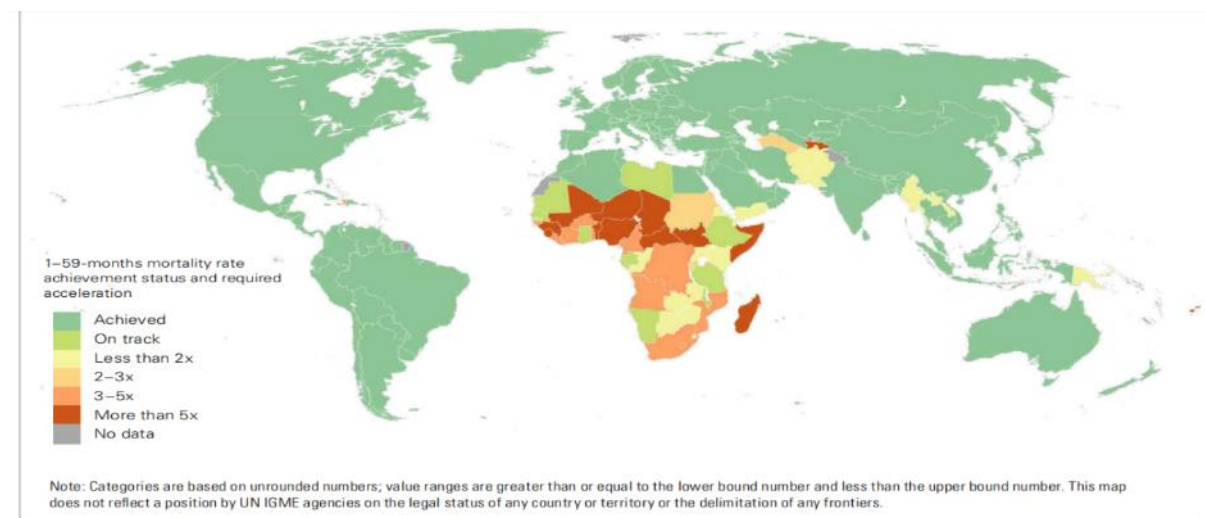 1–59-months mortality rate
achievement status and required
acceleration
Achieved
On track
Less than 2x
2–3x
3–5x
More than 5x
No data
Note: Categories are based on unrounded numbers; value ranges are greater than or equal to the lower bound number and less than the upper bound number. This map
does not reflect a position by UN IGME agencies on the legal status of any country or territory or the delimitation of any frontiers.